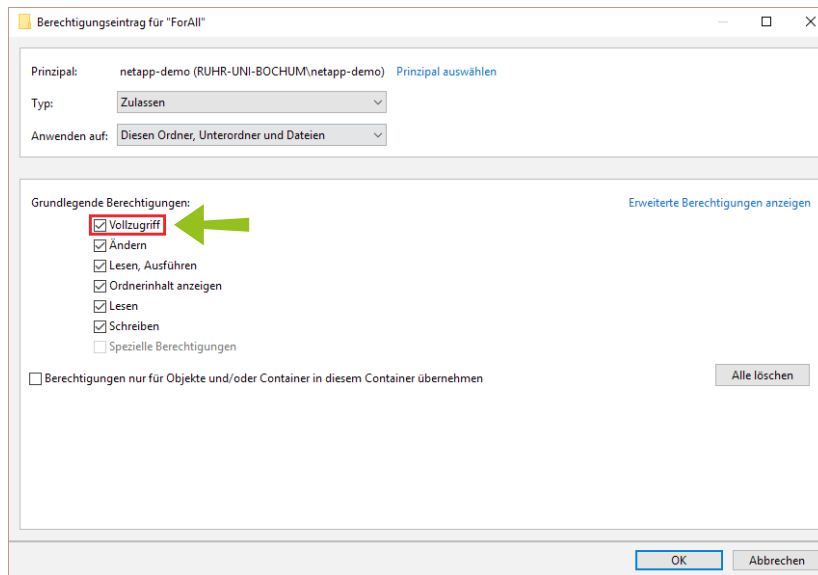 Berechtigungseintrag für "ForAll"
Prinzipal: netapp-demo (RUHR-UNI-BOCHUM\netapp-demo) Prinzipal auswählen
Typ: Zulassen
Anwenden auf: Diesen Ordner, Unterordner und Dateien
Grundlegende Berechtigungen: Erweiterte Berechtigungen anzeigen
Vollzugriff
Ändern
Lesen, Ausführen
Ordnerinhalt anzeigen
Lesen
Schreiben
Spezielle Berechtigungen
Berechtigungen nur für Objekte und/oder Container in diesem Container übernehmen
Alle löschen
OK Abbrechen